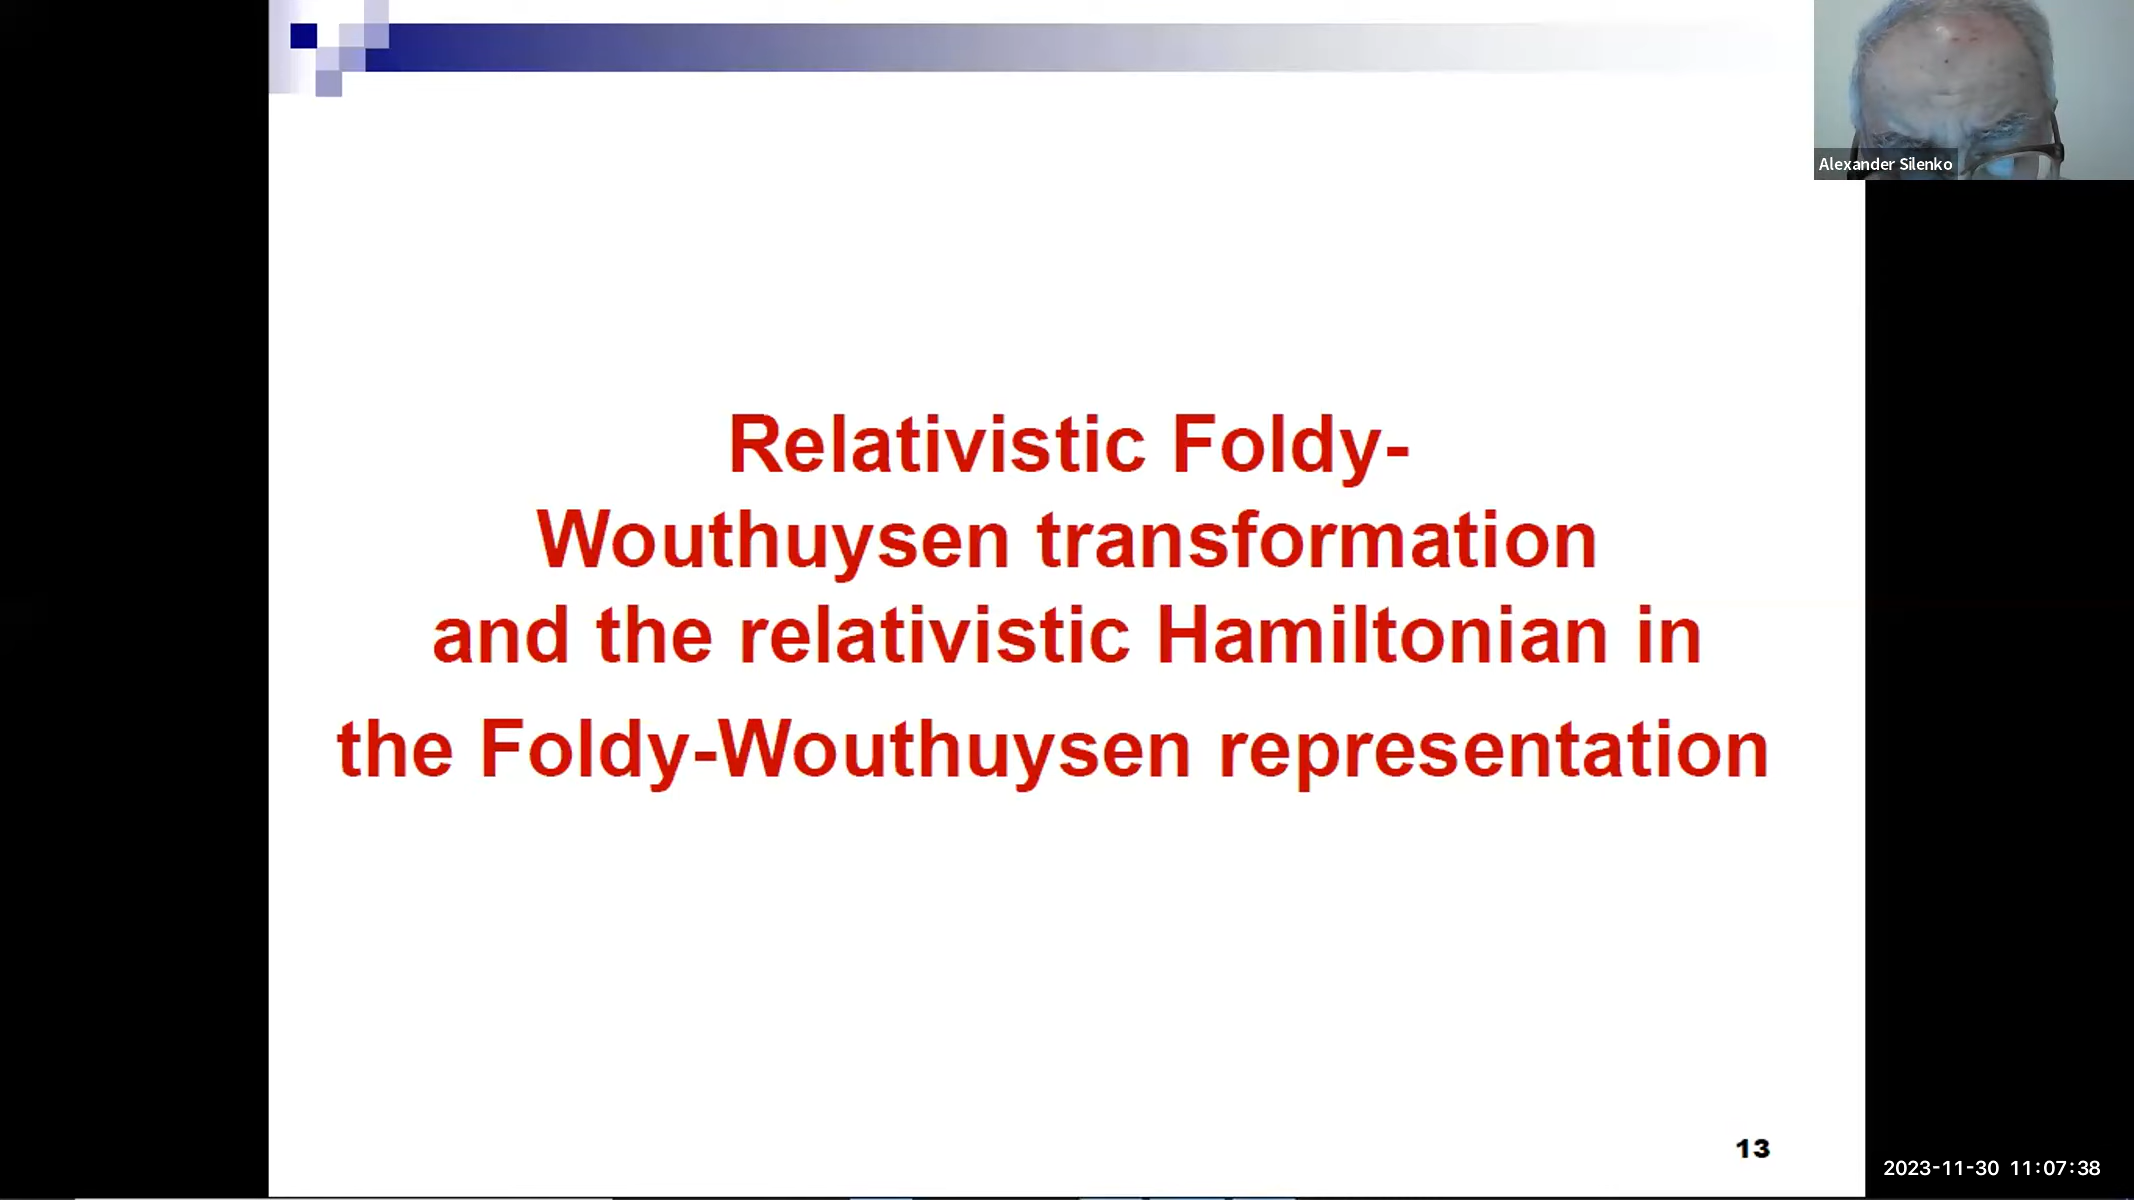 Alexander Silenko
Relativistic Foldy-
Wouthuysen transformation
and the relativistic Hamiltonian in
the Foldy-Wouthuysen representation
13
2023-11-30 11:07:38